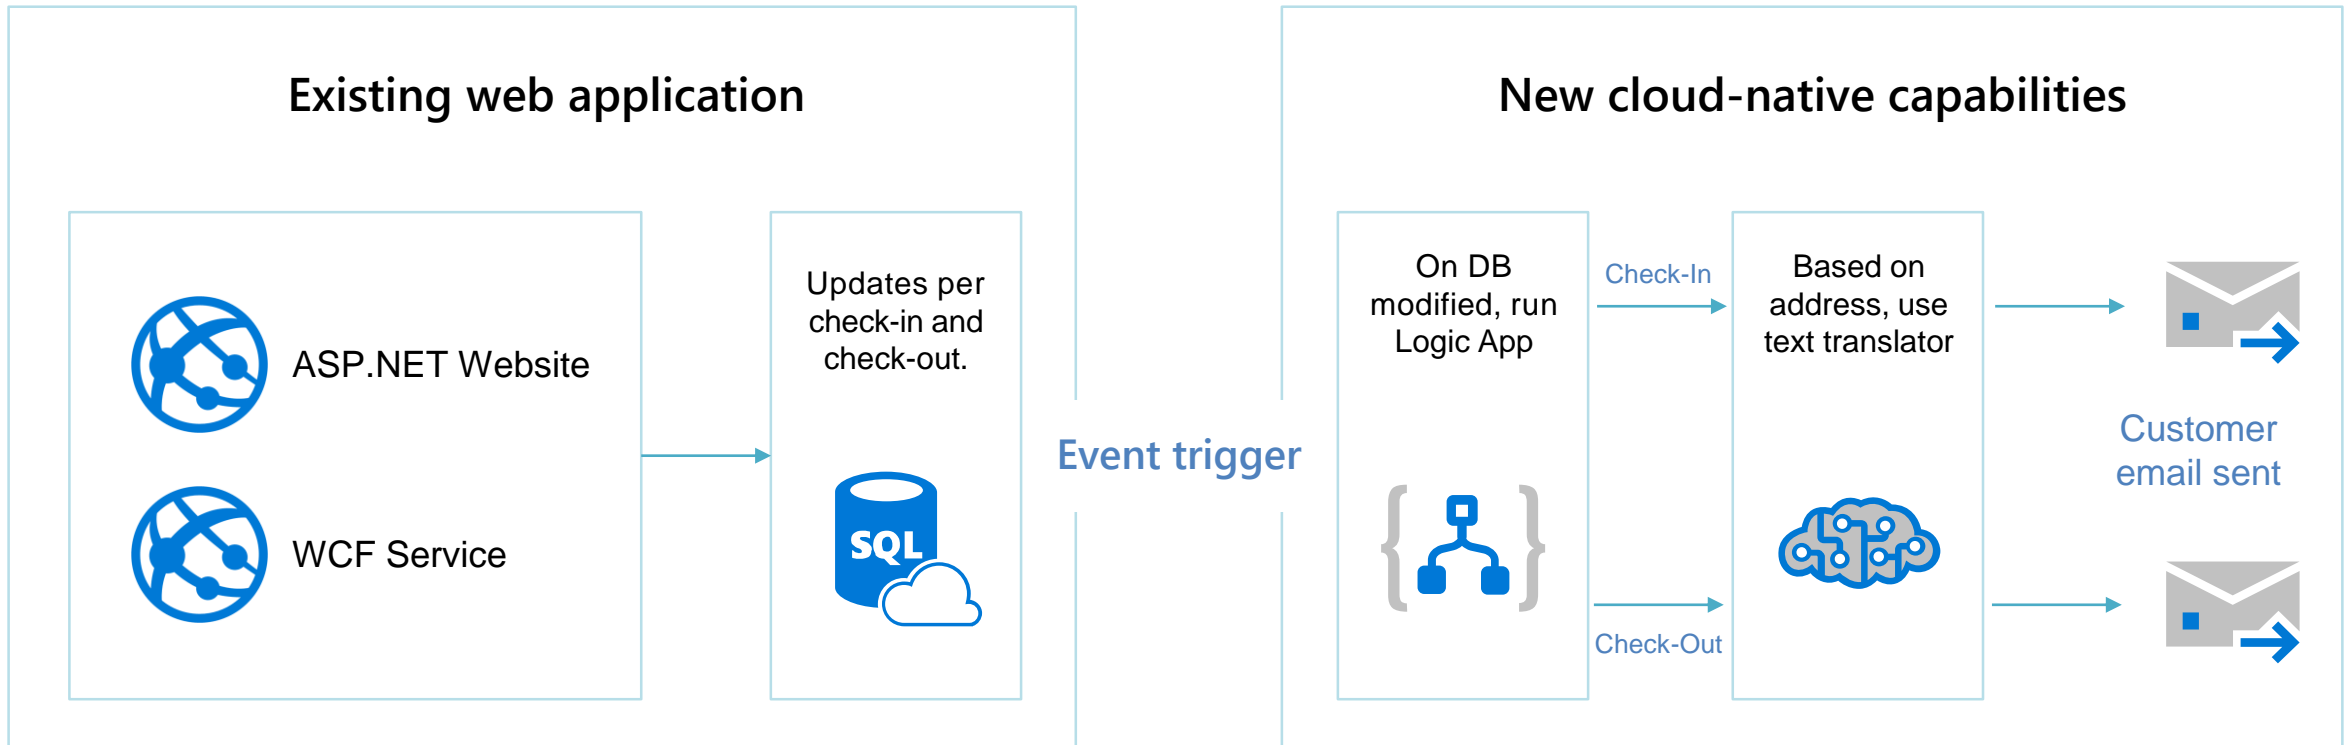 Existing web application
ASP.NET Website
WCF Service
Updates per
check-in and
check-out.
SQL
Event trigger
New cloud-native capabilities
On DB
modified, run
Logic App
Check-In
Check-Out
Based on
address, use
text translator
Customer
email sent